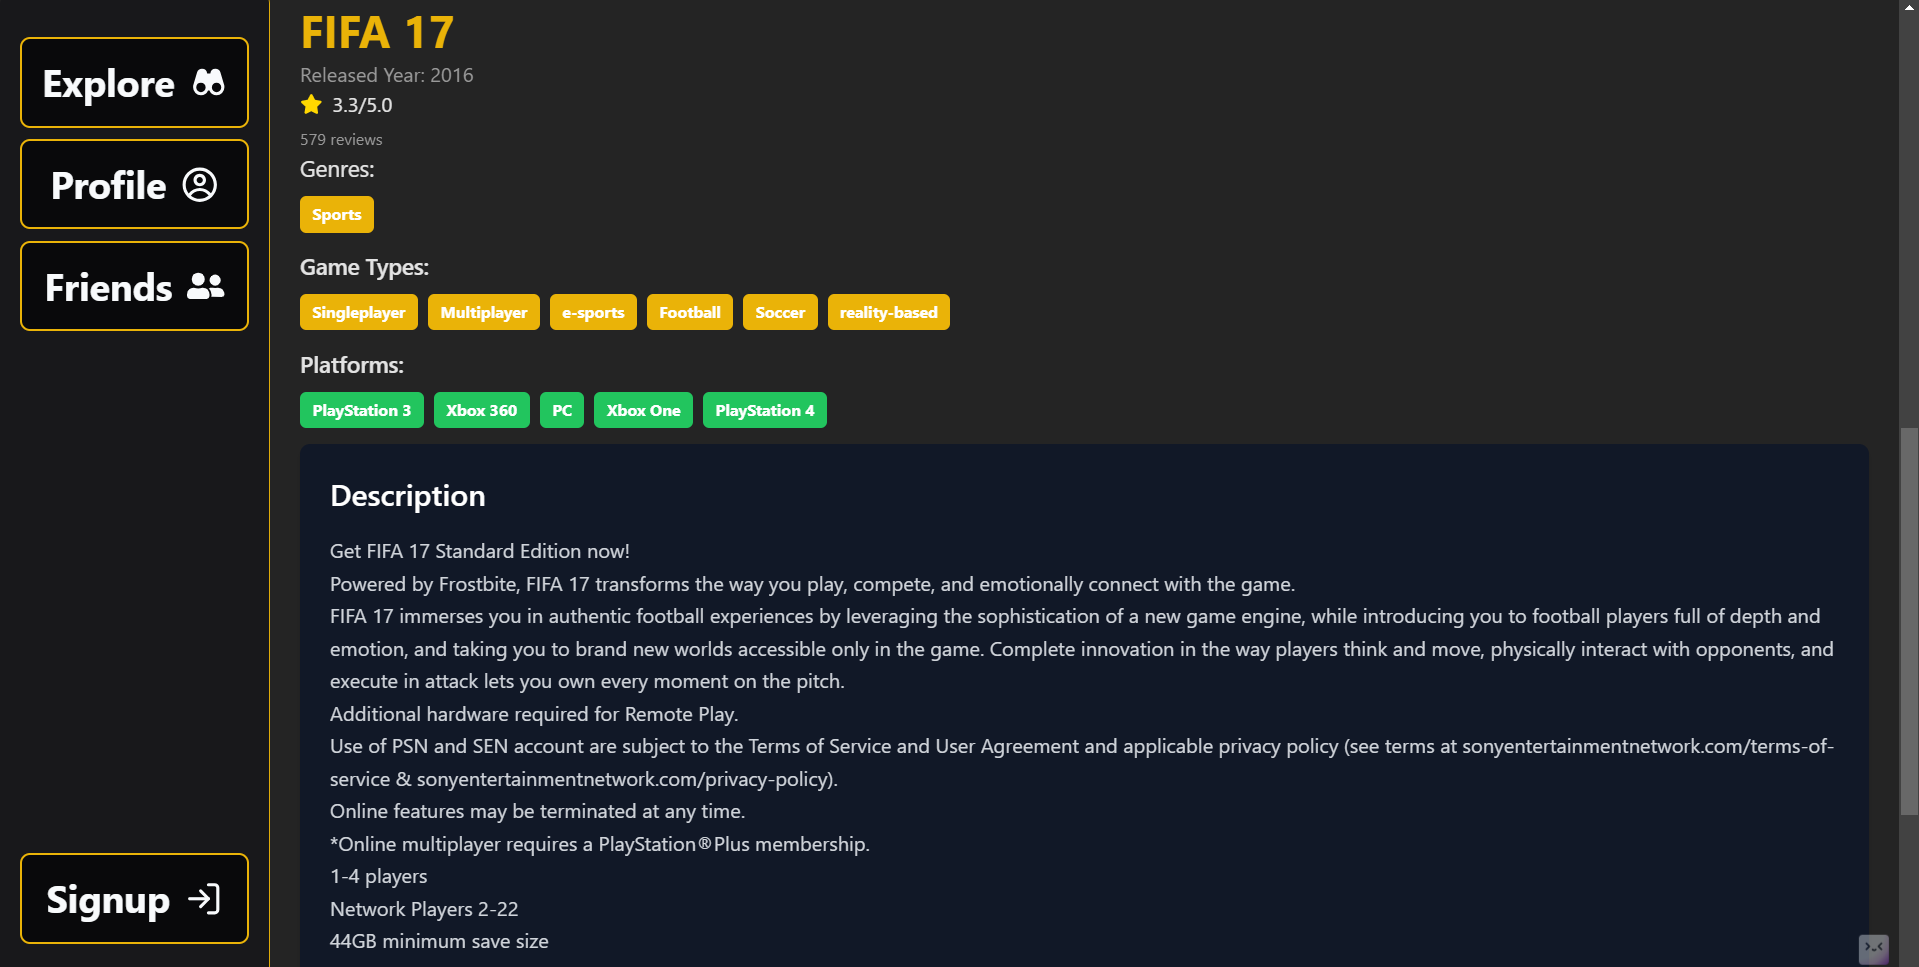 Explore
Profile
Friends
Signup
FIFA 17
Released Year: 2016
3.3/5.0
579 reviews
Genres:
Sports
Game Types:
Singleplayer Multiplayer e-sports Football Soccer reality-based
Platforms:
PlayStation 3 Xbox 360 PC Xbox One PlayStation 4
Description
Get FIFA 17 Standard Edition now!
Powered by Frostbite, FIFA 17 transforms the way you play, compete, and emotionally connect with the game.
FIFA 17 immerses you in authentic football experiences by leveraging the sophistication of a new game engine, while introducing you to football players full of depth and
emotion, and taking you to brand new worlds accessible only in the game. Complete innovation in the way players think and move, physically interact with opponents, and
execute in attack lets you own every moment on the pitch.
Additional hardware required for Remote Play.
Use of PSN and SEN account are subject to the Terms of Service and User Agreement and applicable privacy policy (see terms at sonyentertainmentnetwork.com/terms-of-
service & sonyentertainmentnetwork.com/privacy-policy).
Online features may be terminated at any time.
*Online multiplayer requires a PlayStation®Plus membership.
1-4 players
Network Players 2-22
44GB minimum save size